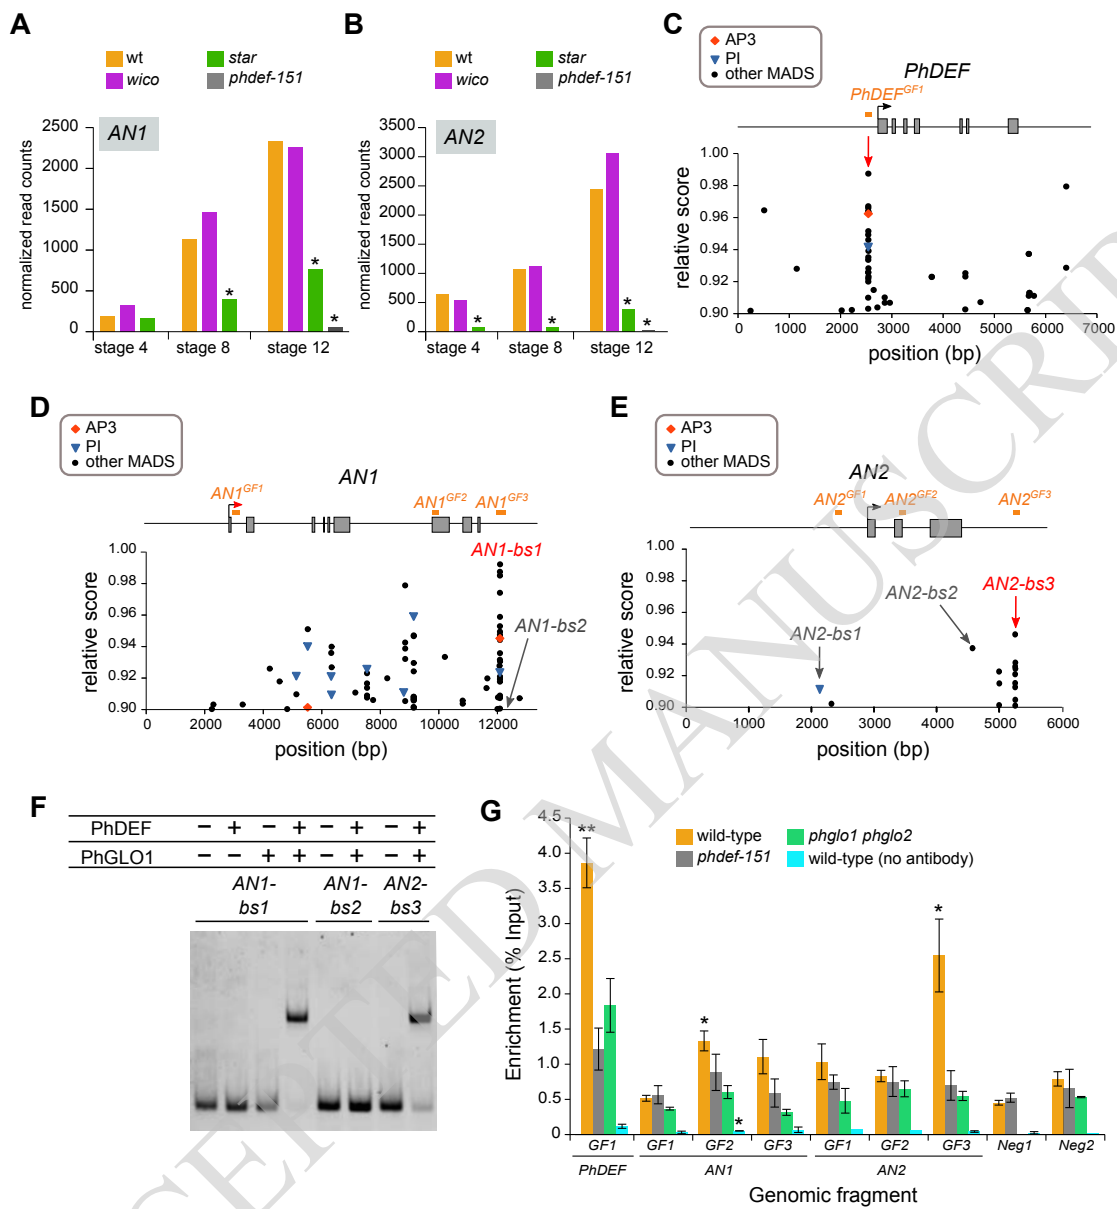 A
wt
wico
star
phdef-151
AN1
normalized read counts
2500
2000
1500
1000
500
0
*
*
*
stage 4
stage 8
stage 12
B
wt
wico
star
phdef-151
AN2
normalized read counts
3500
3000
2500
2000
1500
1000
500
0
*
*
*
*
stage 4
stage 8
stage 12
C
AP3
PI
other MADS
PhDEF
PhDEF^GF1
relative score
1.00
0.98
0.96
0.94
0.92
0.90
0
1000
2000
3000
4000
5000
6000
7000
position (bp)
D
AP3
PI
other MADS
AN1
AN1^GF1
AN1^GF2
AN1^GF3
AN1-bs1
AN1-bs2
relative score
1.00
0.98
0.96
0.94
0.92
0.90
0
2000
4000
6000
8000
10000
12000
position (bp)
E
AP3
PI
other MADS
AN2
AN2^GF1
AN2^GF2
AN2^GF3
AN2-bs1
AN2-bs2
AN2-bs3
relative score
1.00
0.98
0.96
0.94
0.92
0.90
0
1000
2000
3000
4000
5000
6000
position (bp)
F
PhDEF − + − + − + − +
PhGLO1 − − + + − + − +
AN1-
bs1
AN1-
bs2
AN2-
bs3
G
wild-type
phdef-151
phglo1 phglo2
wild-type (no antibody)
Enrichment (% Input)
4.5
4.0
3.5
3.0
2.5
2.0
1.5
1.0
0.5
0
**
*
*
*
GF1 GF1 GF2 GF3 GF1 GF2 GF3 Neg1 Neg2
PhDEF AN1 AN2
Genomic fragment
CEPTED MANUSCRIP